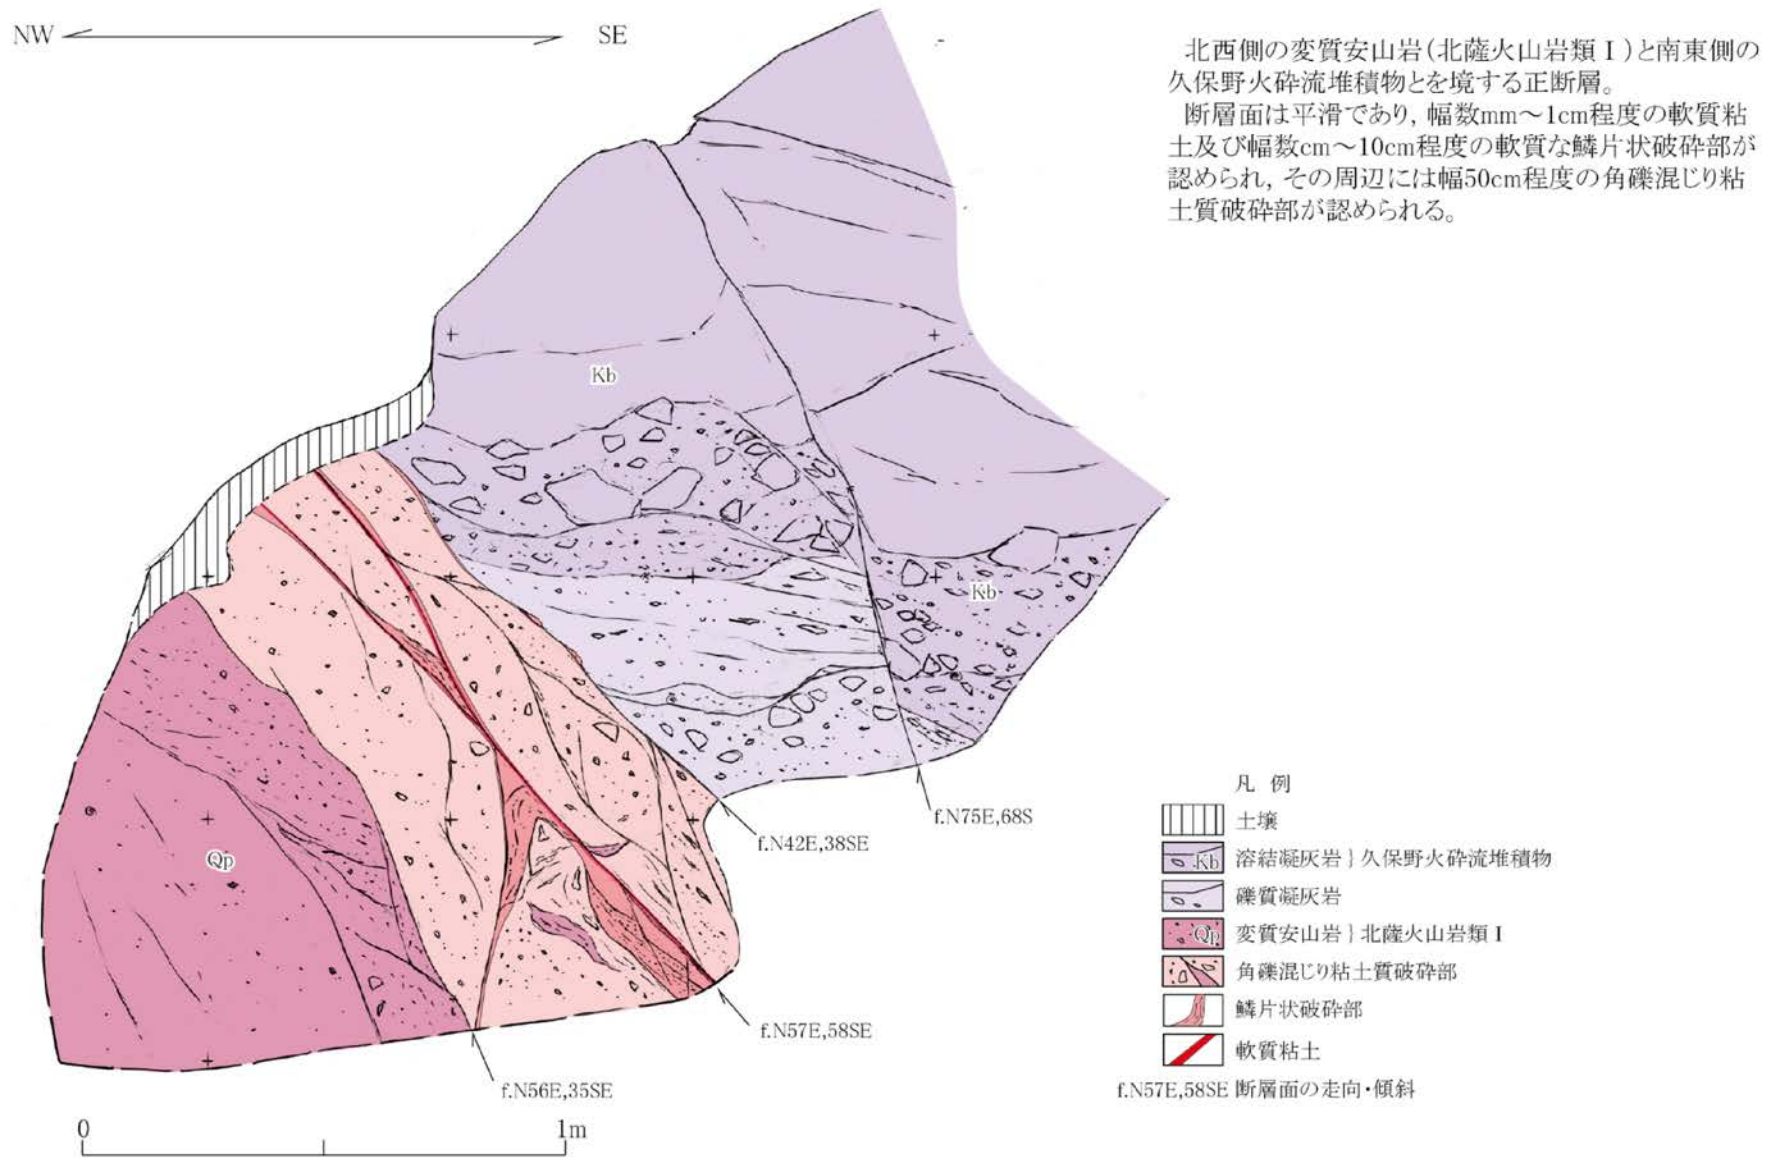 NW
SE
北西側の変質安山岩(北薩火山岩類Ⅰ)と南東側の
久保野火砕流堆積物とを境する正断層。
断層面は平滑であり, 幅数mm～1cm程度の軟質粘
土及び幅数cm～10cm程度の軟質な鱗片状破砕部が
認められ, その周辺には幅50cm程度の角礫混じり粘
土質破砕部が認められる。
Kb
Kb
Qp
f.N75E,68S
f.N42E,38SE
f.N57E,58SE
f.N56E,35SE
0 1m
凡 例
土壌
Kb 溶結凝灰岩 } 久保野火砕流堆積物
礫質凝灰岩
Qp 変質安山岩 } 北薩火山岩類Ⅰ
角礫混じり粘土質破砕部
鱗片状破砕部
軟質粘土
f.N57E,58SE 断層面の走向・傾斜